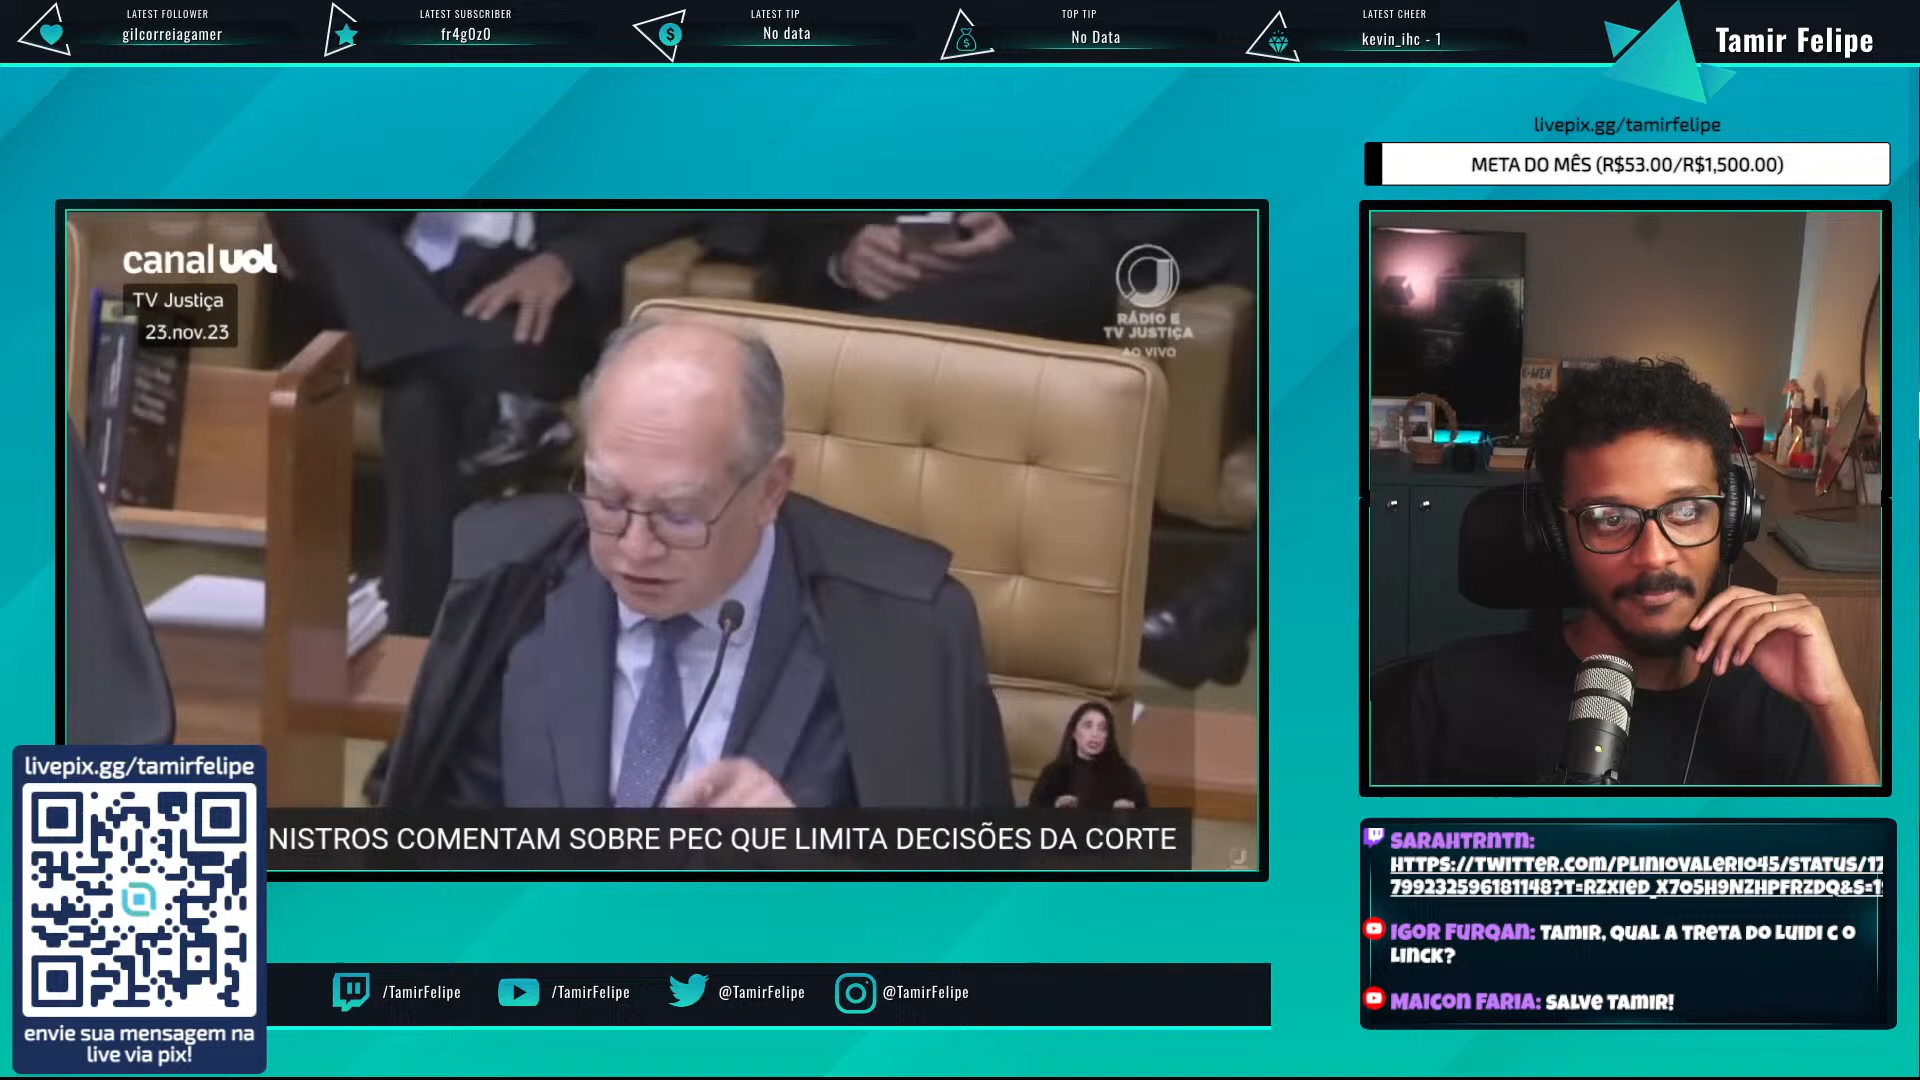 LATEST FOLLOWER
gilcorreiagamer
LATEST SUBSCRIBER
fr4g0z0
LATEST TIP
No data
TOP TIP
No Data
LATEST CHEER
kevin_ihc - 1
Tamir Felipe
livepix.gg/tamirfelipe
META DO MÊS (R$53.00/R$1,500.00)
canal uol
TV Justiça
23.nov.23
RÁDIO E
TV JUSTIÇA
AO VIVO
X-MEN
NISTROS COMENTAM SOBRE PEC QUE LIMITA DECISÕES DA CORTE
livepix.gg/tamirfelipe
envie sua mensagem na
live via pix!
/TamirFelipe
/TamirFelipe
@TamirFelipe
@TamirFelipe
SARAHTRNTN:
HTTPS://TWITTER.COM/PLINIOVALERIO45/STATUS/17
IGOR FURQAN: TAMIR, QUAL A TRETA DO LUIDI C O
LINCK?
MAICON FARIA: SALVE TAMIR!